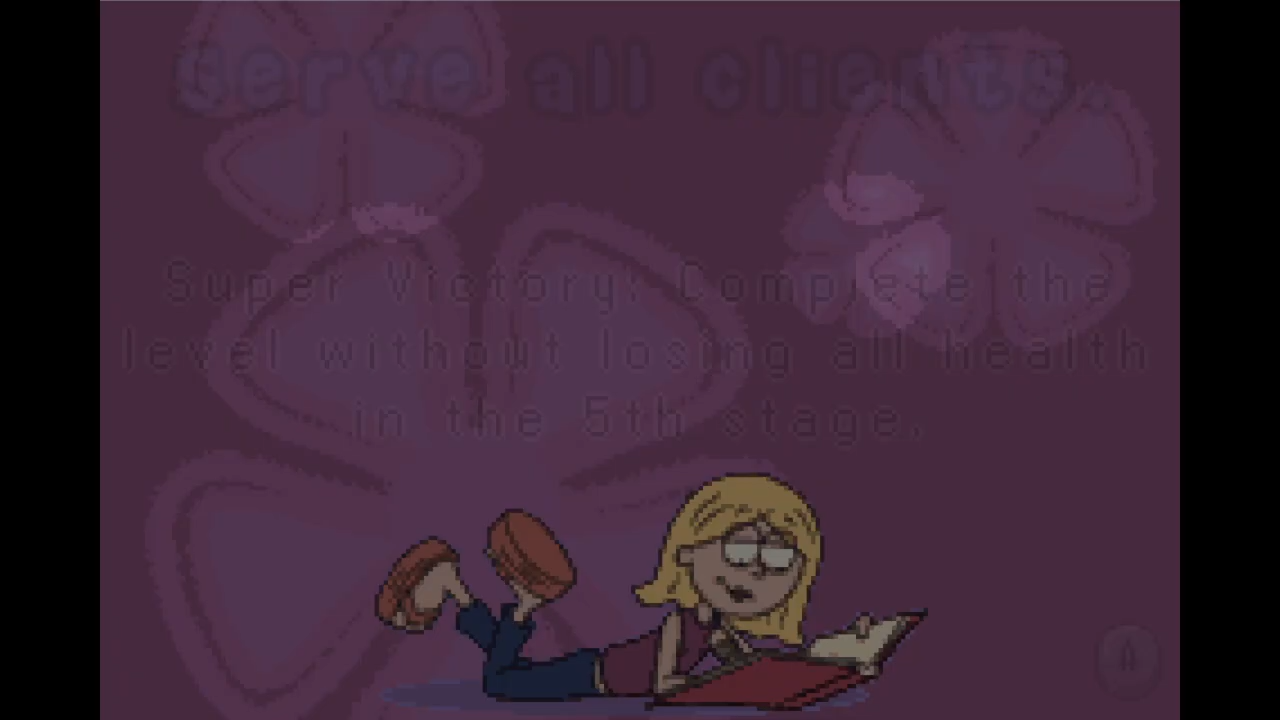 Serve all clients.
Super Victory: Complete the
level without losing all health
in the 5th stage.
A